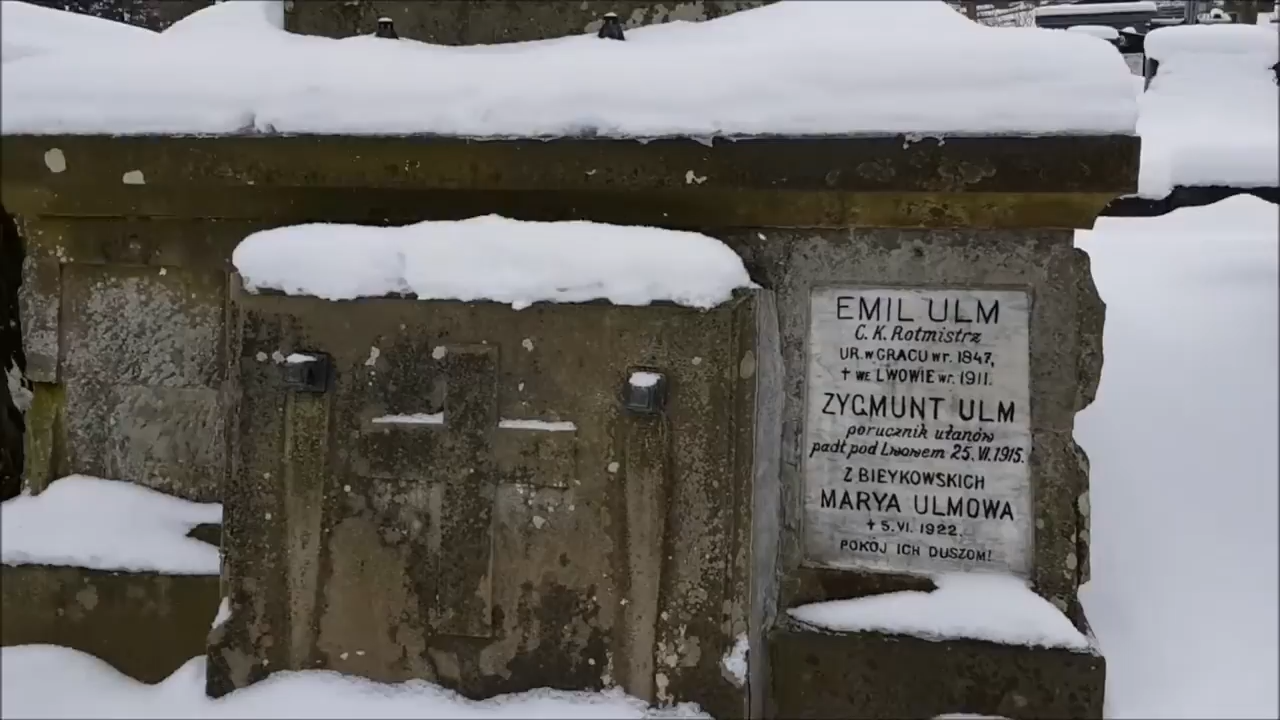 EMIL ULM
C. K. Rotmistrz
UR. W GRACU W r. 1847,
† WE LWOWIE W r. 1911.
ZYGMUNT ULM
porucznik ułanów
padł pod Lwowem 25. VI. 1915.
Z BIEYKOWSKICH
MARYA ULMOWA
† 5. VI. 1922.
POKÓJ ICH DUSZOM!